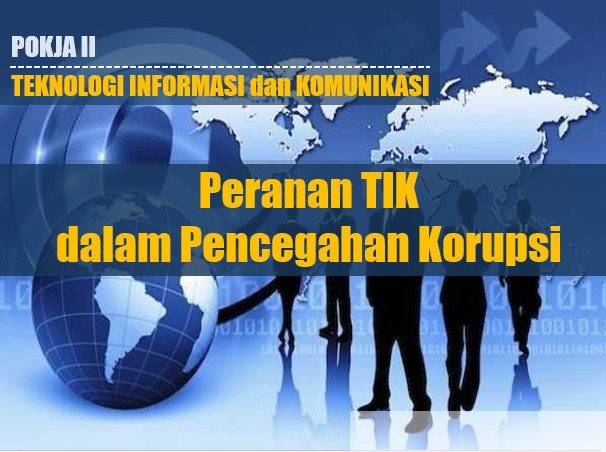 POKJA II
TEKNOLOGI INFORMASI dan KOMUNIKASI
Peranan TIK
dalam Pencegahan Korupsi